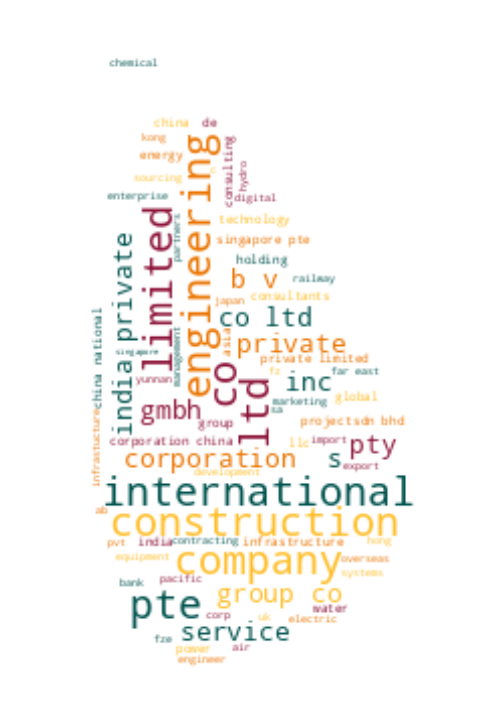 chemical
china
de
kong
engineering
consulting
energy
hydro
sourcing
c
enterprise
digital
limited
partners
technology
india private
singapore pte
holding
b v
railway
japan
consultants
china national
co ltd
asia
management
private
singapore
private limited
co
fz
far east
yunnan
inc
ltd
marketing
global
gmbh
sa
infrastucture
group
projectsdn bhd
corporation china
llc
import
pty
corporation
s
export
development
international
ab
construction
pvt
india
contracting
infrastructure
hong
equipment
company
overseas
systems
bank
pacific
group co
pte
water
corp
uk
electric
service
fze
power
air
engineer